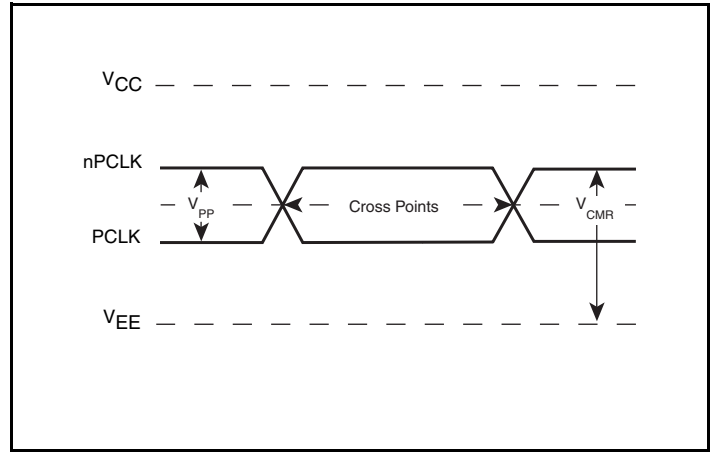 VCC
nPCLK
VPP
Cross Points
VCMR
PCLK
VEE